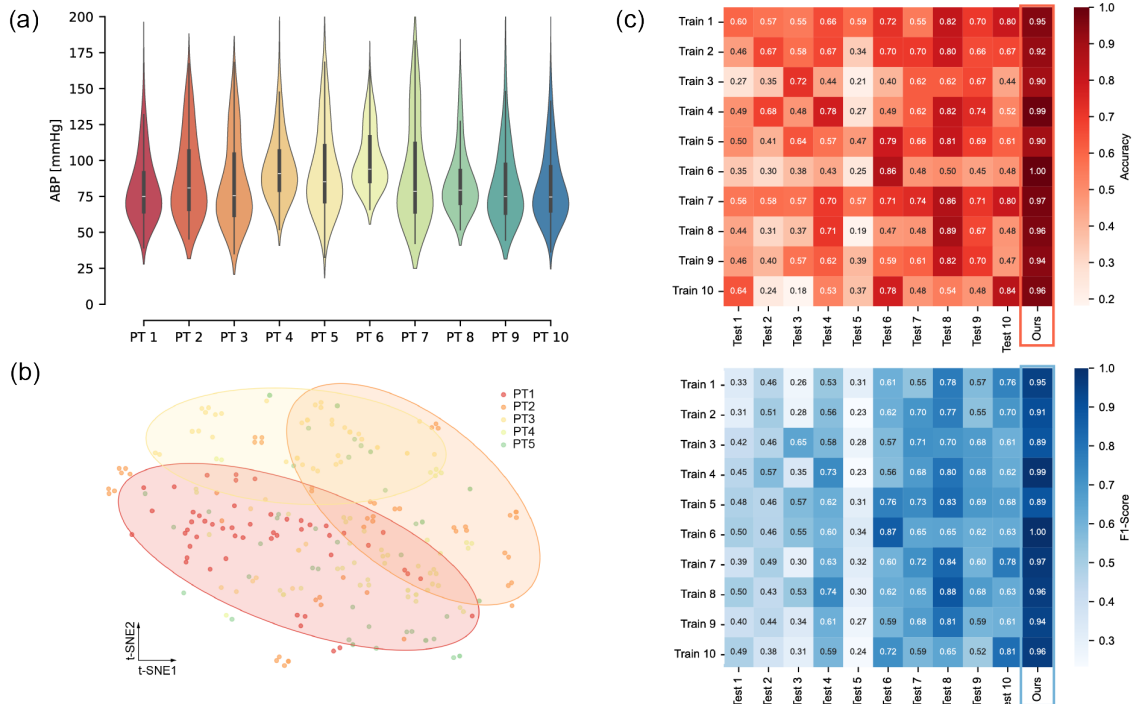 (a)
ABP [mmHg]
200
175
150
125
100
75
50
25
0
PT 1 PT 2 PT 3 PT 4 PT 5 PT 6 PT 7 PT 8 PT 9 PT 10
(b)
PT1
PT2
PT3
PT4
PT5
t-SNE2
t-SNE1
(c)
Train 1 0.60 0.57 0.55 0.66 0.59 0.72 0.55 0.82 0.70 0.80 0.95
Train 2 0.46 0.67 0.58 0.67 0.34 0.70 0.70 0.80 0.66 0.67 0.92
Train 3 0.27 0.35 0.72 0.44 0.21 0.40 0.62 0.62 0.67 0.44 0.90
Train 4 0.49 0.68 0.48 0.78 0.27 0.49 0.62 0.82 0.74 0.52 0.99
Train 5 0.50 0.41 0.64 0.57 0.47 0.79 0.66 0.81 0.69 0.60 0.90
Train 6 0.35 0.30 0.38 0.43 0.25 0.86 0.48 0.50 0.45 0.48 1.00
Train 7 0.56 0.58 0.57 0.70 0.57 0.71 0.74 0.86 0.71 0.80 0.97
Train 8 0.44 0.31 0.37 0.71 0.19 0.47 0.48 0.89 0.67 0.48 0.96
Train 9 0.46 0.40 0.57 0.62 0.39 0.59 0.61 0.82 0.70 0.47 0.94
Train 10 0.64 0.24 0.18 0.53 0.37 0.78 0.48 0.54 0.48 0.84 0.96
Test 1 Test 2 Test 3 Test 4 Test 5 Test 6 Test 7 Test 8 Test 9 Test 10 Ours
1.0
0.9
0.8
0.7
0.6
0.5
0.4
0.3
0.2
Accuracy
Train 1 0.33 0.46 0.26 0.53 0.31 0.61 0.55 0.78 0.57 0.76 0.95
Train 2 0.31 0.51 0.28 0.56 0.23 0.62 0.70 0.77 0.55 0.70 0.91
Train 3 0.42 0.46 0.65 0.58 0.28 0.57 0.71 0.70 0.68 0.61 0.89
Train 4 0.45 0.57 0.35 0.73 0.23 0.56 0.68 0.80 0.68 0.62 0.99
Train 5 0.48 0.46 0.57 0.62 0.31 0.76 0.73 0.83 0.69 0.68 0.89
Train 6 0.50 0.46 0.55 0.60 0.34 0.87 0.65 0.65 0.62 0.63 1.00
Train 7 0.39 0.49 0.30 0.63 0.32 0.60 0.72 0.84 0.60 0.78 0.97
Train 8 0.50 0.43 0.53 0.74 0.30 0.62 0.65 0.88 0.68 0.63 0.96
Train 9 0.40 0.44 0.34 0.61 0.27 0.59 0.68 0.81 0.59 0.61 0.94
Train 10 0.49 0.38 0.31 0.59 0.24 0.72 0.59 0.65 0.52 0.81 0.96
Test 1 Test 2 Test 3 Test 4 Test 5 Test 6 Test 7 Test 8 Test 9 Test 10 Ours
1.0
0.9
0.8
0.7
0.6
0.5
0.4
0.3
F1-Score